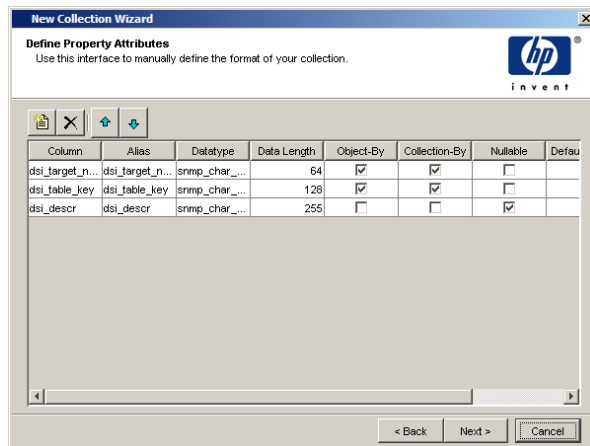 New Collection Wizard
Define Property Attributes
Use this interface to manually define the format of your collection.
hp
®
invent
Column Alias Datatype Data Length Object-By Collection-By Nullable Defau
dsi_target_n... dsi_target_n... snmp_char_... 64
dsi_table_key dsi_table_key snmp_char_... 128
dsi_descr dsi_descr snmp_char_... 255
< Back Next > Cancel